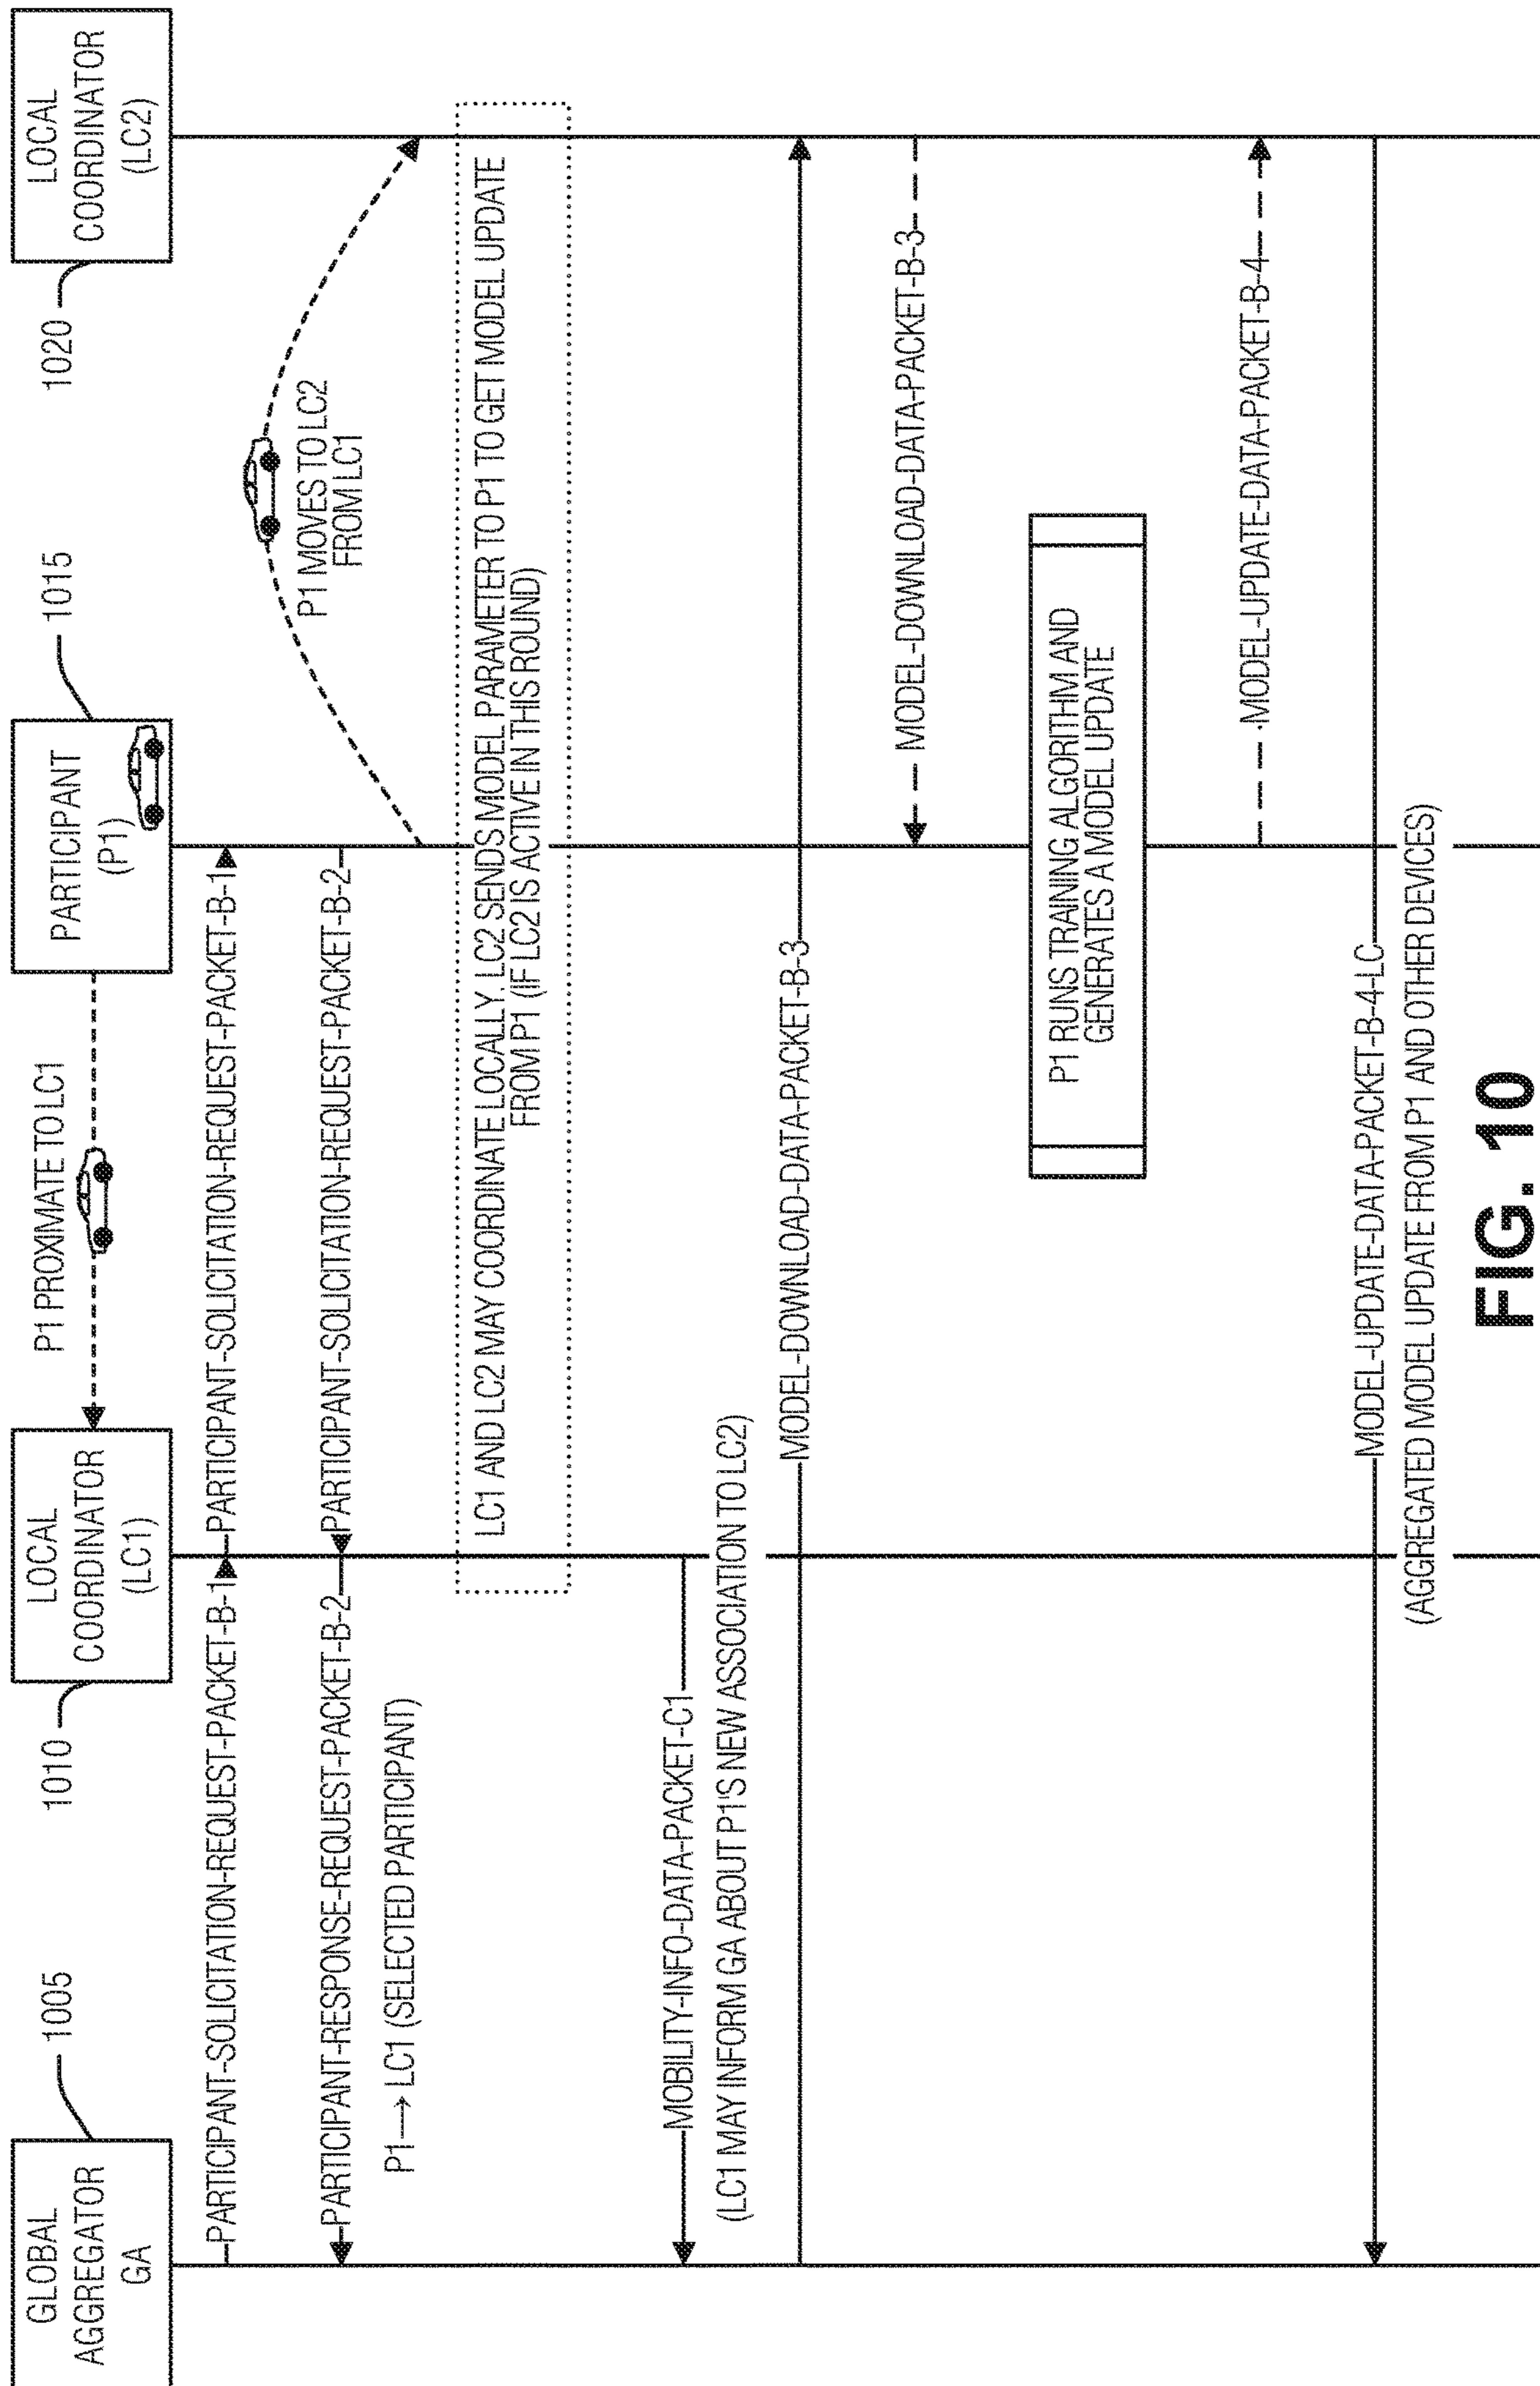 GLOBAL
AGGREGATOR
GA
1005
LOCAL
COORDINATOR
(LC1)
1010
PARTICIPANT
(P1)
1015
LOCAL
COORDINATOR
(LC2)
1020
P1 PROXIMATE TO LC1
PARTICIPANT-SOLICITATION-REQUEST-PACKET-B-1
PARTICIPANT-SOLICITATION-REQUEST-PACKET-B-1
P1 MOVES TO LC2
FROM LC1
PARTICIPANT-RESPONSE-REQUEST-PACKET-B-2
PARTICIPANT-SOLICITATION-REQUEST-PACKET-B-2
P1→ LC1 (SELECTED PARTICIPANT)
LC1 AND LC2 MAY COORDINATE LOCALLY. LC2 SENDS MODEL PARAMETER TO P1 TO GET MODEL UPDATE
FROM P1 (IF LC2 IS ACTIVE IN THIS ROUND)
MOBILITY-INFO-DATA-PACKET-C1
(LC1 MAY INFORM GA ABOUT P1'S NEW ASSOCIATION TO LC2)
MODEL-DOWNLOAD-DATA-PACKET-B-3
MODEL-DOWNLOAD-DATA-PACKET-B-3
P1 RUNS TRAINING ALGORITHM AND
GENERATES A MODEL UPDATE
MODEL-UPDATE-DATA-PACKET-B-4
MODEL-UPDATE-DATA-PACKET-B-4-LC
(AGGREGATED MODEL UPDATE FROM P1 AND OTHER DEVICES)
FIG. 10